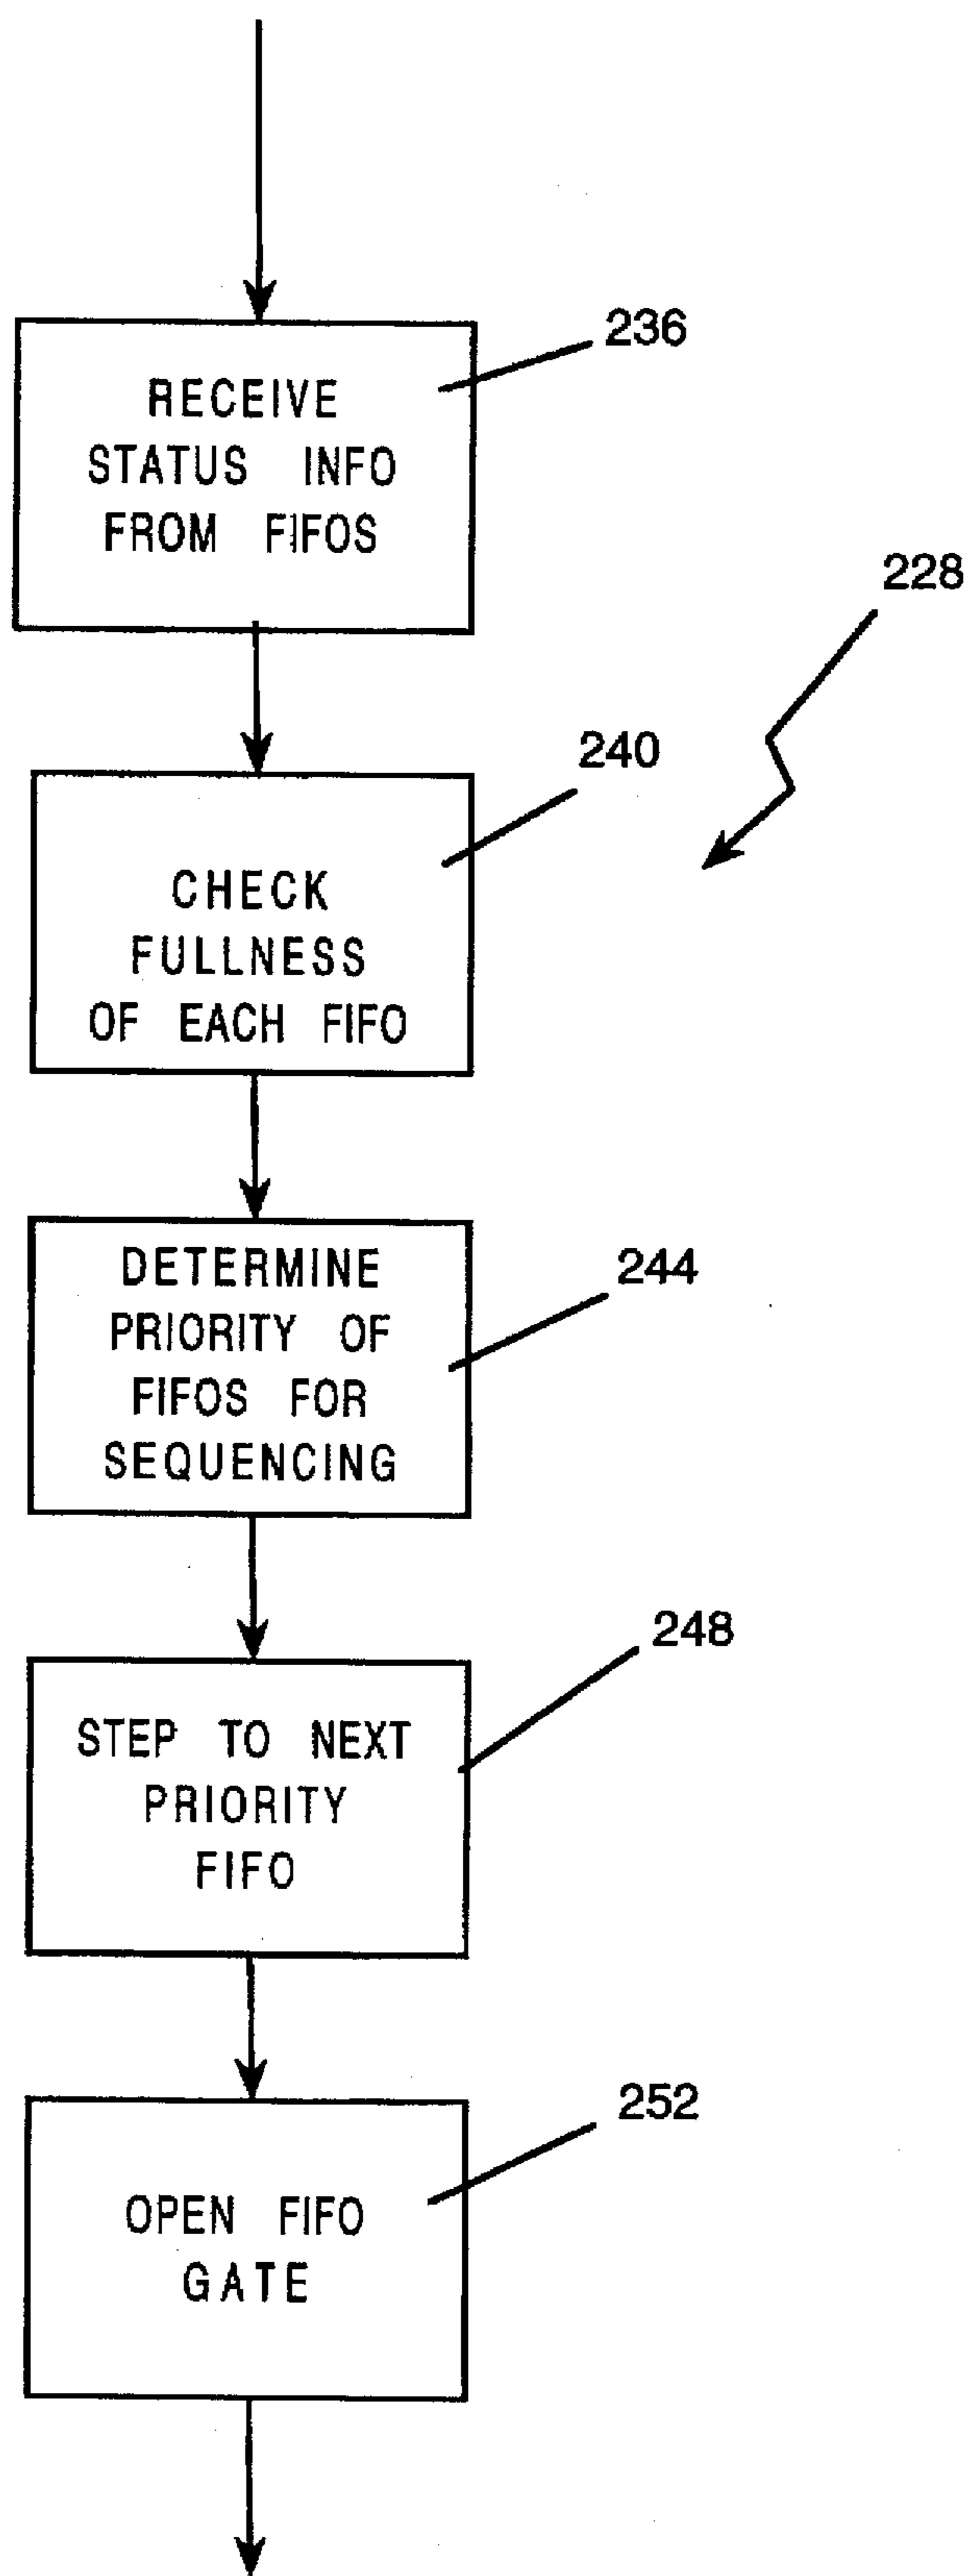 236
RECEIVE
STATUS INFO
FROM FIFOS
228
240
CHECK
FULLNESS
OF EACH FIFO
244
DETERMINE
PRIORITY OF
FIFOS FOR
SEQUENCING
248
STEP TO NEXT
PRIORITY
FIFO
252
OPEN FIFO
GATE